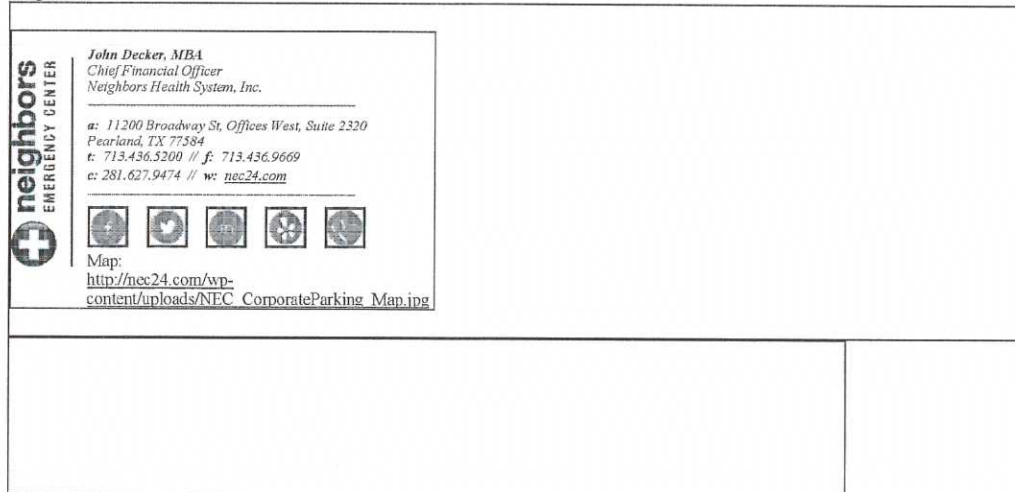 John Decker, MBA
Chief Financial Officer
Neighbors Health System, Inc.
a: 11200 Broadway St, Offices West, Suite 2320
Pearland, TX 77584
t: 713.436.5200 // f: 713.436.9669
c: 281.627.9474 // w: nec24.com
neighbors
EMERGENCY CENTER
Map:
http://nec24.com/wp-
content/uploads/NEC_CorporateParking_Map.jpg